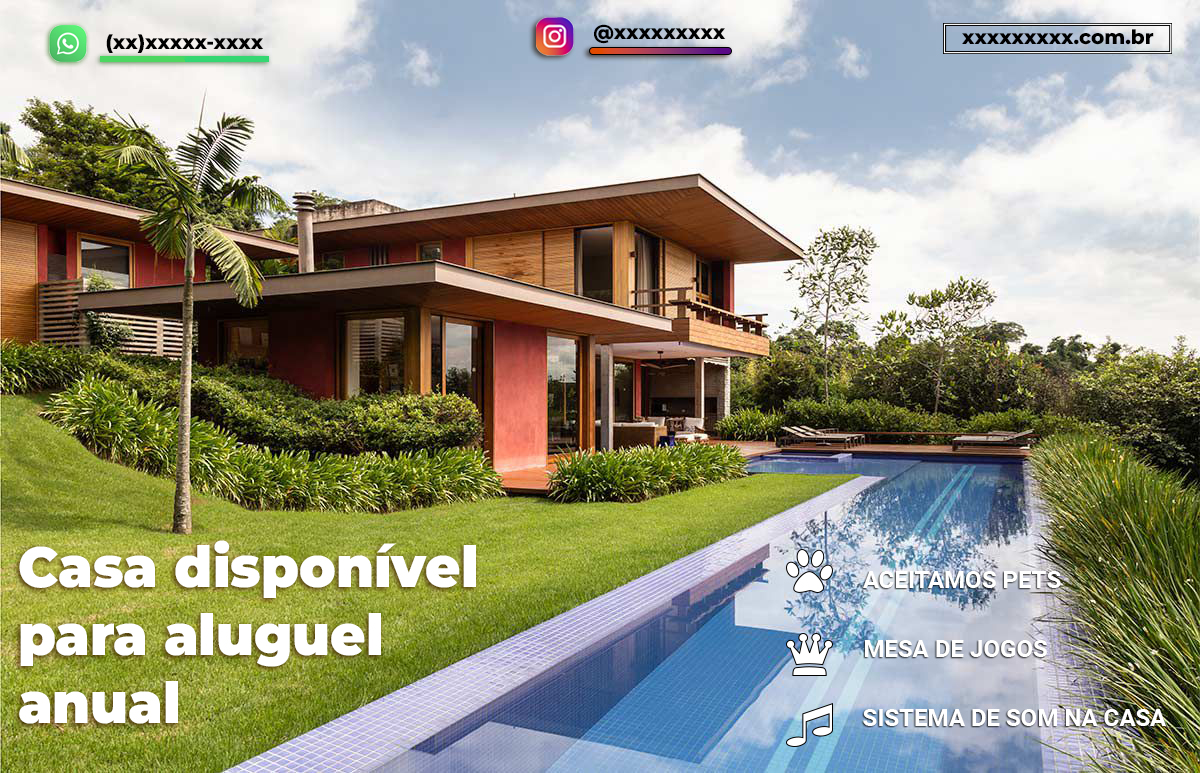 (xx)xxxxx-xxxx
@xxxxxxxxx
xxxxxxxxx.com.br
Casa disponível
para aluguel
anual
ACEITAMOS PETS
MESA DE JOGOS
SISTEMA DE SOM NA CASA